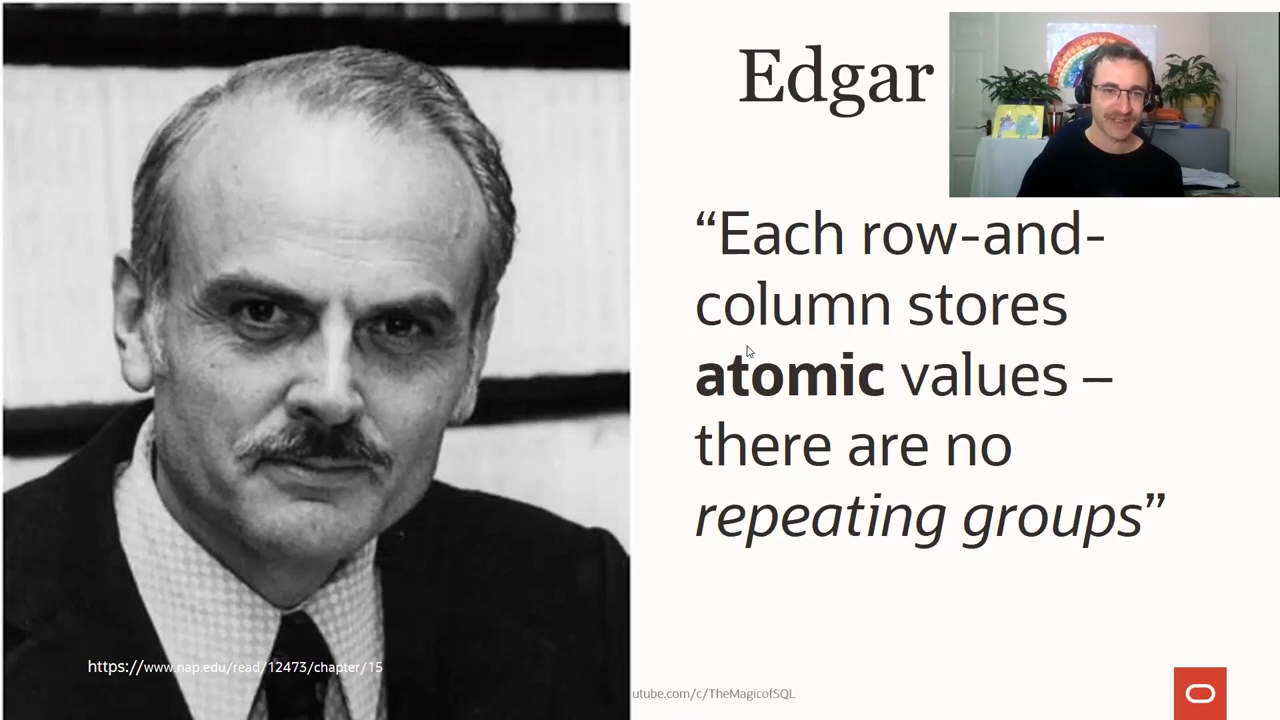 Edgar
“Each row-and-
column stores
atomic values –
there are no
repeating groups”
https://www.nap.edu/read/12473/chapter/15
utube.com/c/TheMagicofSQL